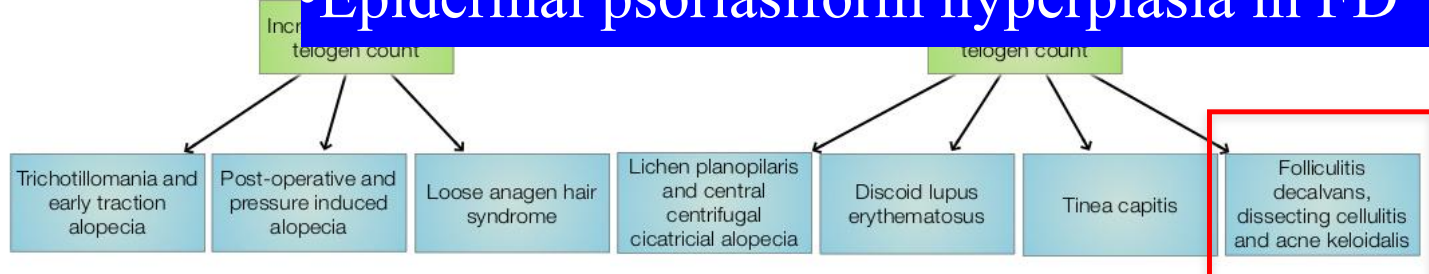 Epidermal psoriasiform hyperplasia in FD
Incr
telogen count
telogen count
Trichotillomania and
early traction
alopecia
Post-operative and
pressure induced
alopecia
Loose anagen hair
syndrome
Lichen planopilaris
and central
centrifugal
cicatricial alopecia
Discoid lupus
erythematosus
Tinea capitis
Folliculitis
decalvans,
dissecting cellulitis
and acne keloidalis